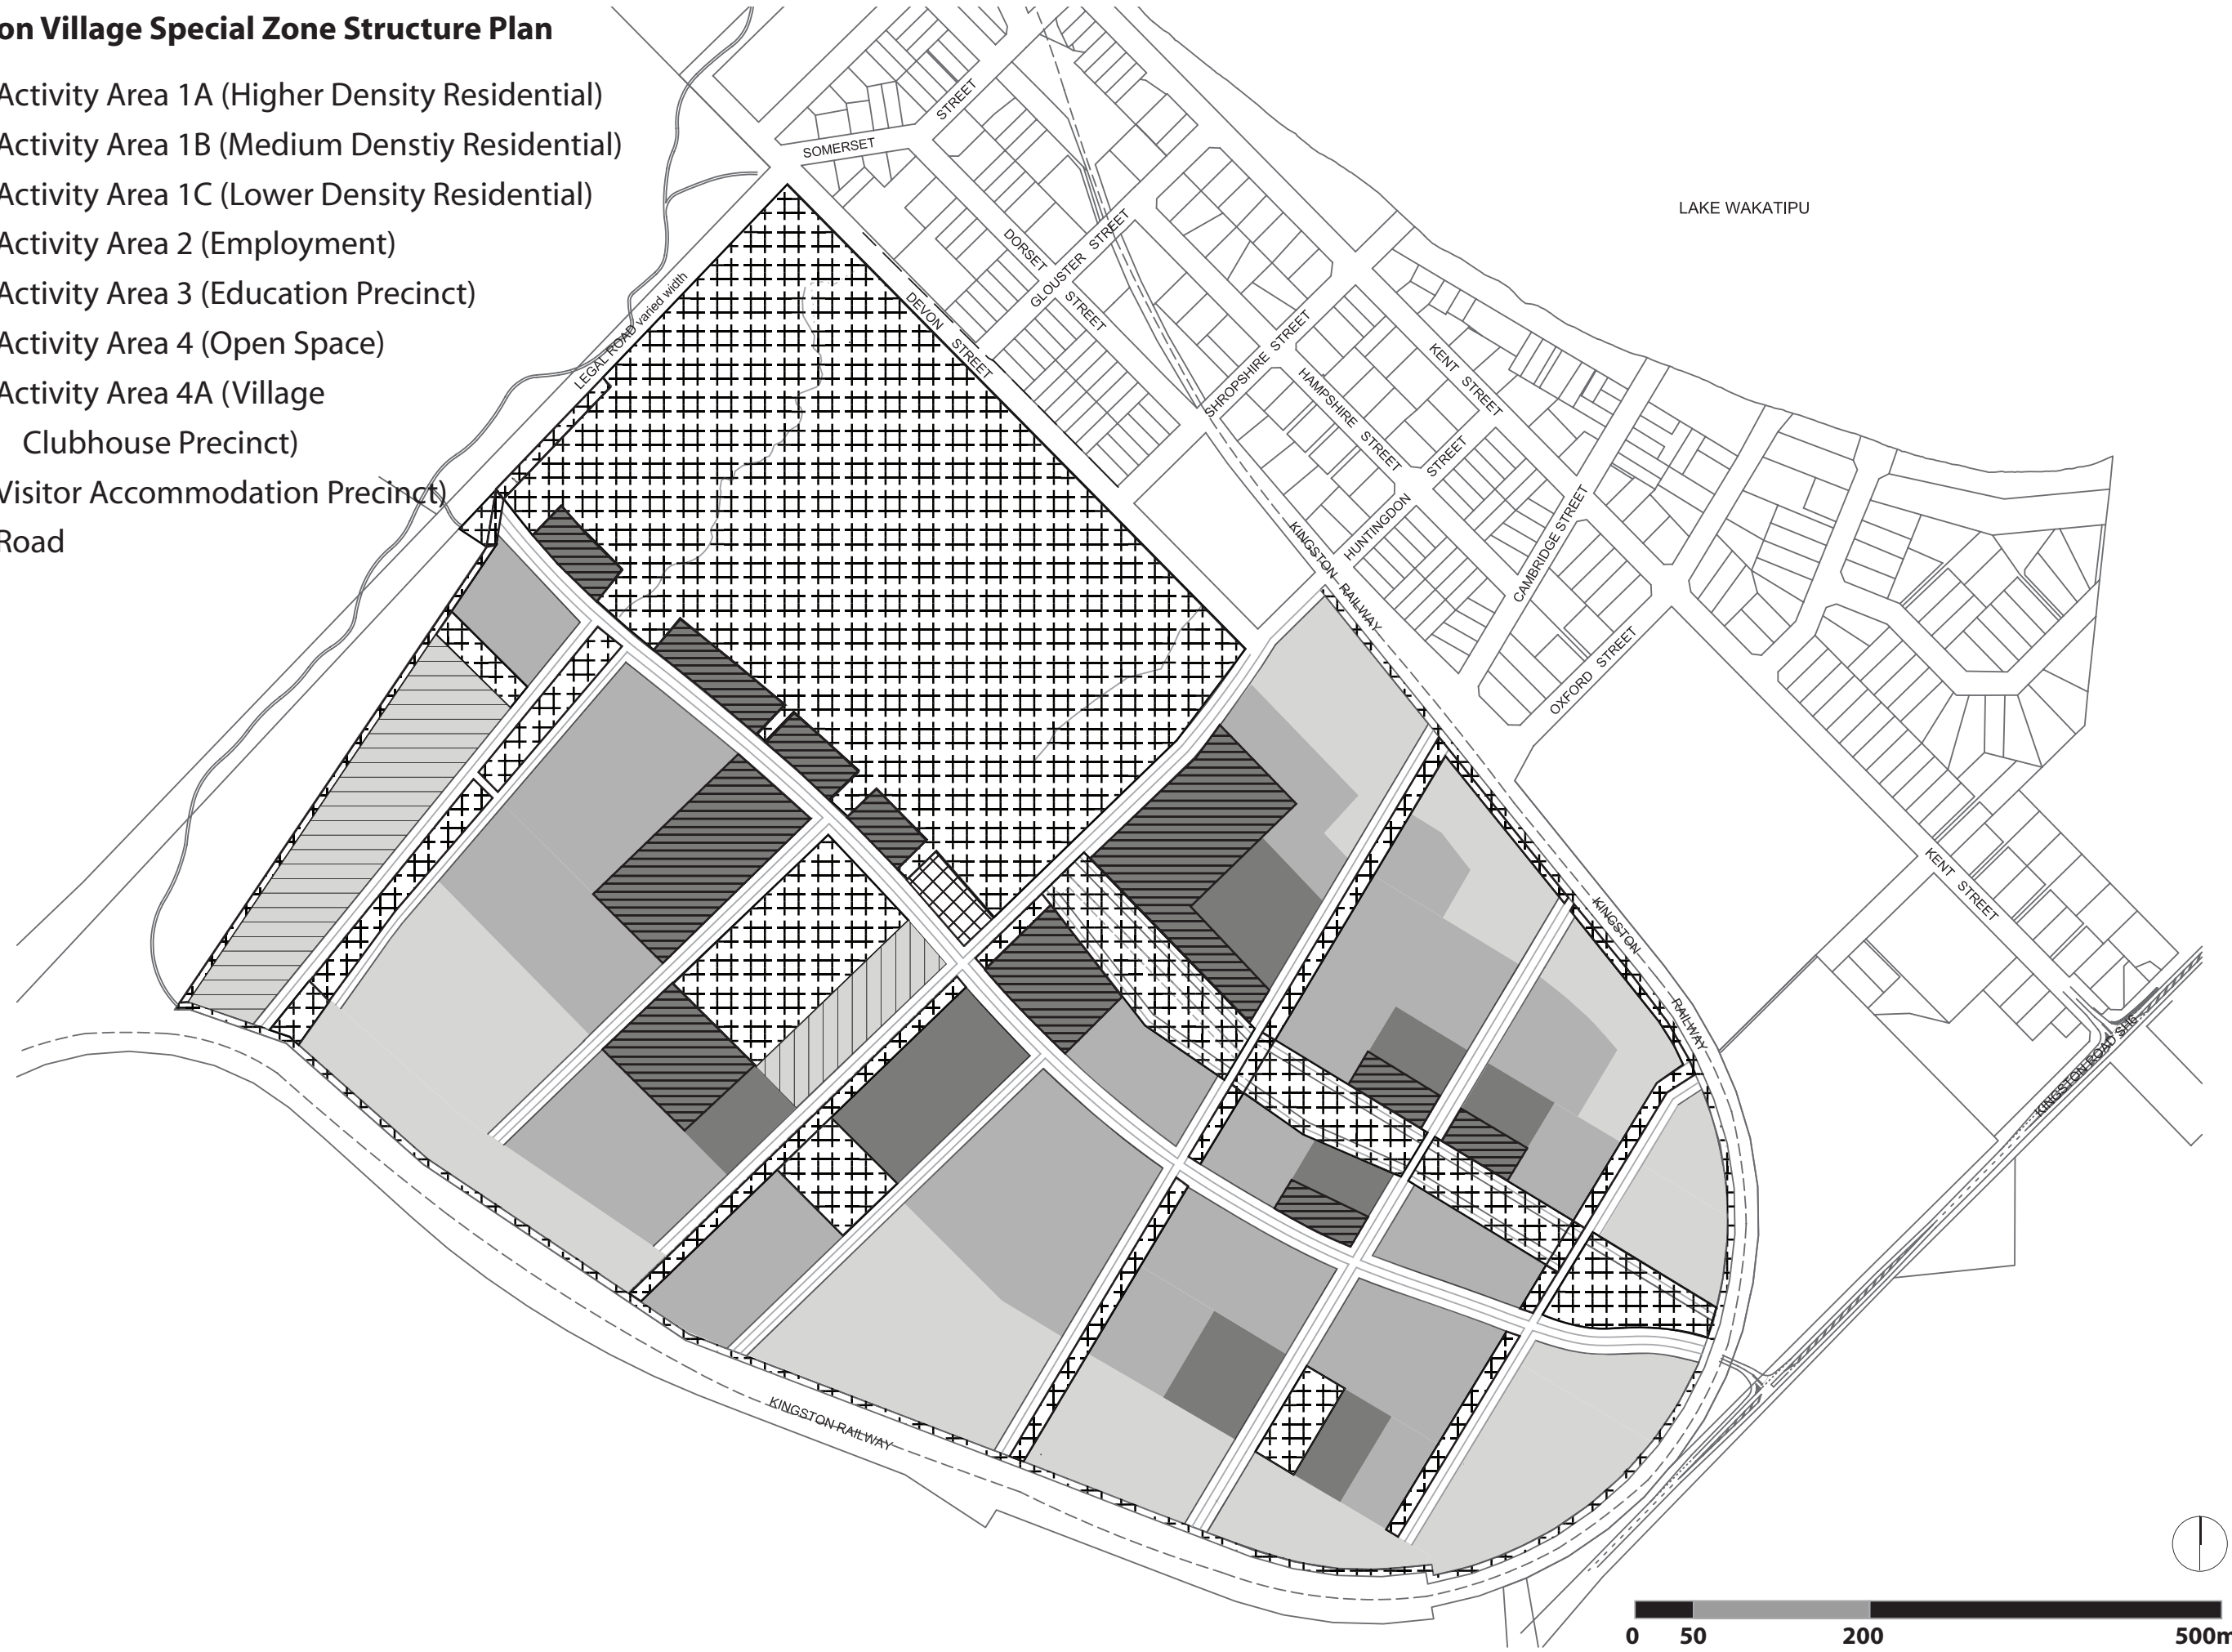 on Village Special Zone Structure Plan
Activity Area 1A (Higher Density Residential)
Activity Area 1B (Medium Denstiy Residential)
Activity Area 1C (Lower Density Residential)
Activity Area 2 (Employment)
Activity Area 3 (Education Precinct)
Activity Area 4 (Open Space)
Activity Area 4A (Village
Clubhouse Precinct)
Visitor Accommodation Precinct)
Road
LAKE WAKATIPU
SOMERSET
STREET
LEGAL ROAD varied width
DEVON STREET
DORSET STREET
GLOUSTER STREET
SHROPSHIRE STREET
HAMPSHIRE STREET
KENT STREET
HUNTINGDON STREET
CAMBRIDGE STREET
OXFORD STREET
KINGSTON RAILWAY
KENT STREET
KINGSTON RAILWAY
KINGSTON ROAD SH6
KINGSTON RAILWAY
0 50 200 500m